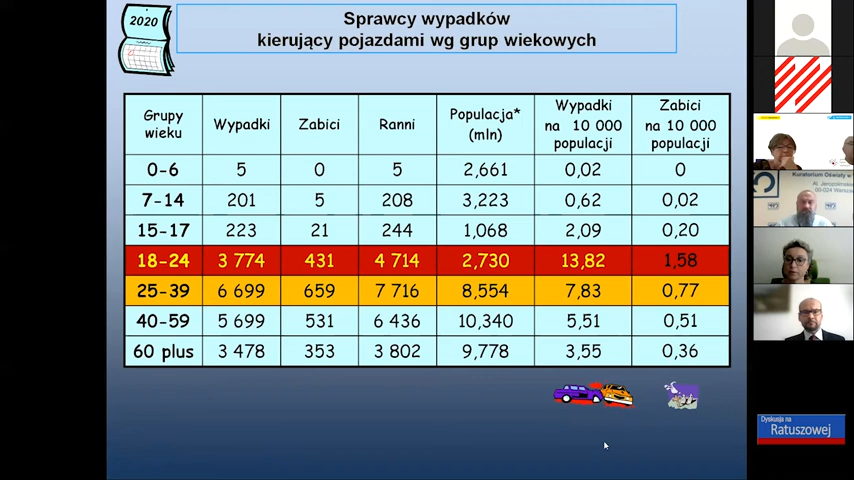 2020
Sprawcy wypadków
kierujący pojazdami wg grup wiekowych
Grupy wieku Wypadki Zabici Ranni Populacja* (mln) Wypadki na 10 000 populacji Zabici na 10 000 populacji
0-6 5 0 5 2,661 0,02 0
7-14 201 5 208 3,223 0,62 0,02
15-17 223 21 244 1,068 2,09 0,20
18-24 3 774 431 4 714 2,730 13,82 1,58
25-39 6 699 659 7 716 8,554 7,83 0,77
40-59 5 699 531 6 436 10,340 5,51 0,51
60 plus 3 478 353 3 802 9,778 3,55 0,36
Kuratorium Oświaty w
Al. Jerozolimskie
00-024 Warsza
Dyskusja na
Ratuszowej